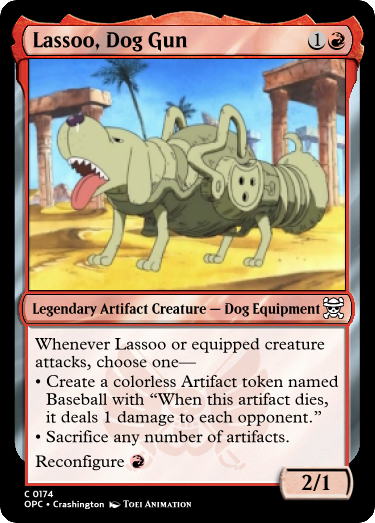 Lassoo, Dog Gun 1
Legendary Artifact Creature — Dog Equipment
Whenever Lassoo or equipped creature
attacks, choose one—
• Create a colorless Artifact token named
Baseball with “When this artifact dies,
it deals 1 damage to each opponent.”
• Sacrifice any number of artifacts.
Reconfigure
2/1
C 0174
OPC • Crashington Toei Animation